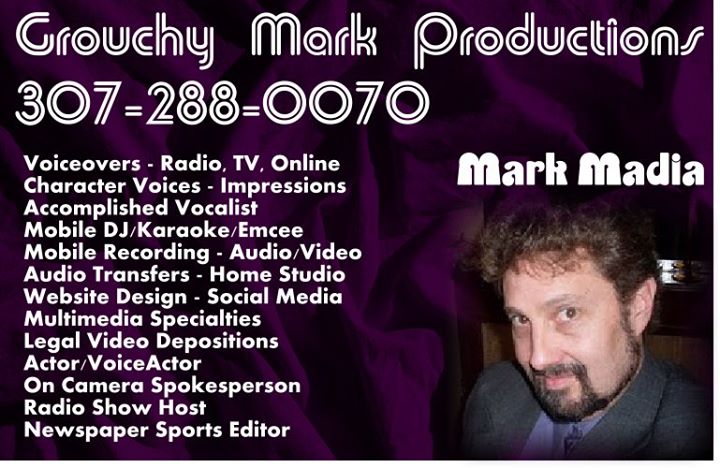 Grouchy Mark Productions
307-288-0070
Mark Madia
Voiceovers - Radio, TV, Online
Character Voices - Impressions
Accomplished Vocalist
Mobile DJ/Karaoke/Emcee
Mobile Recording - Audio/Video
Audio Transfers - Home Studio
Website Design - Social Media
Multimedia Specialties
Legal Video Depositions
Actor/VoiceActor
On Camera Spokesperson
Radio Show Host
Newspaper Sports Editor